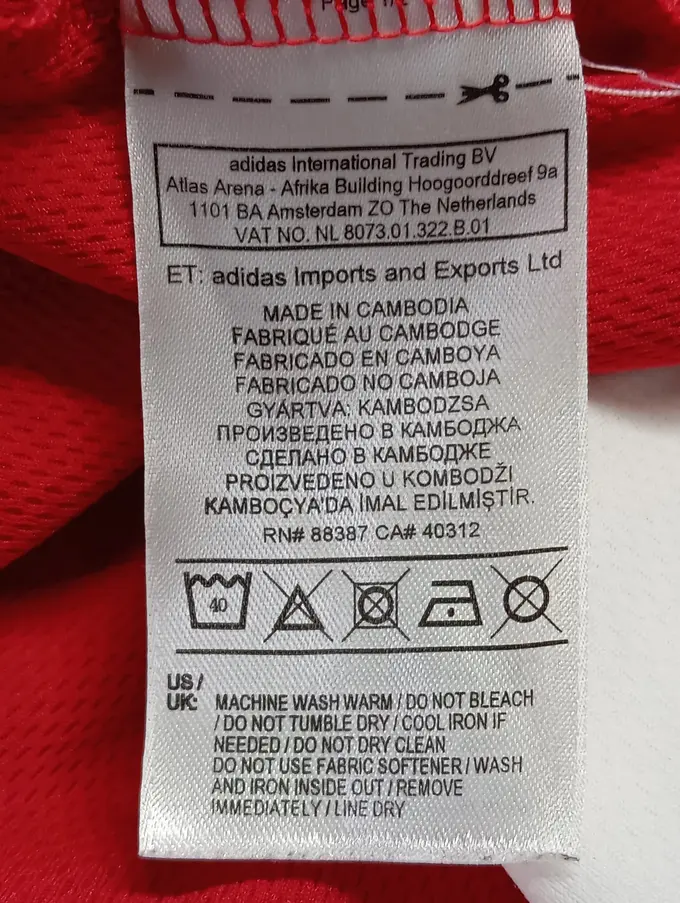 adidas International Trading BV
Atlas Arena - Afrika Building Hoogoorddreef 9a
1101 BA Amsterdam ZO The Netherlands
VAT NO. NL 8073.01.322.B.01
ET: adidas Imports and Exports Ltd
MADE IN CAMBODIA
FABRIQUÉ AU CAMBODGE
FABRICADO EN CAMBOYA
FABRICADO NO CAMBOJA
GYÁRTVA: KAMBODZSA
ПРОИЗВЕДЕНО В КАМБОДЖА
СДЕЛАНО В КАМБОДЖЕ
PROIZVEDENO U KOMBODŽI
KAMBOÇYA'DA İMAL EDİLMİŞTİR.
RN# 88387 CA# 40312
40
US/
UK: MACHINE WASH WARM / DO NOT BLEACH
/ DO NOT TUMBLE DRY / COOL IRON IF
NEEDED / DO NOT DRY CLEAN
DO NOT USE FABRIC SOFTENER / WASH
AND IRON INSIDE OUT / REMOVE
IMMEDIATELY / LINE DRY